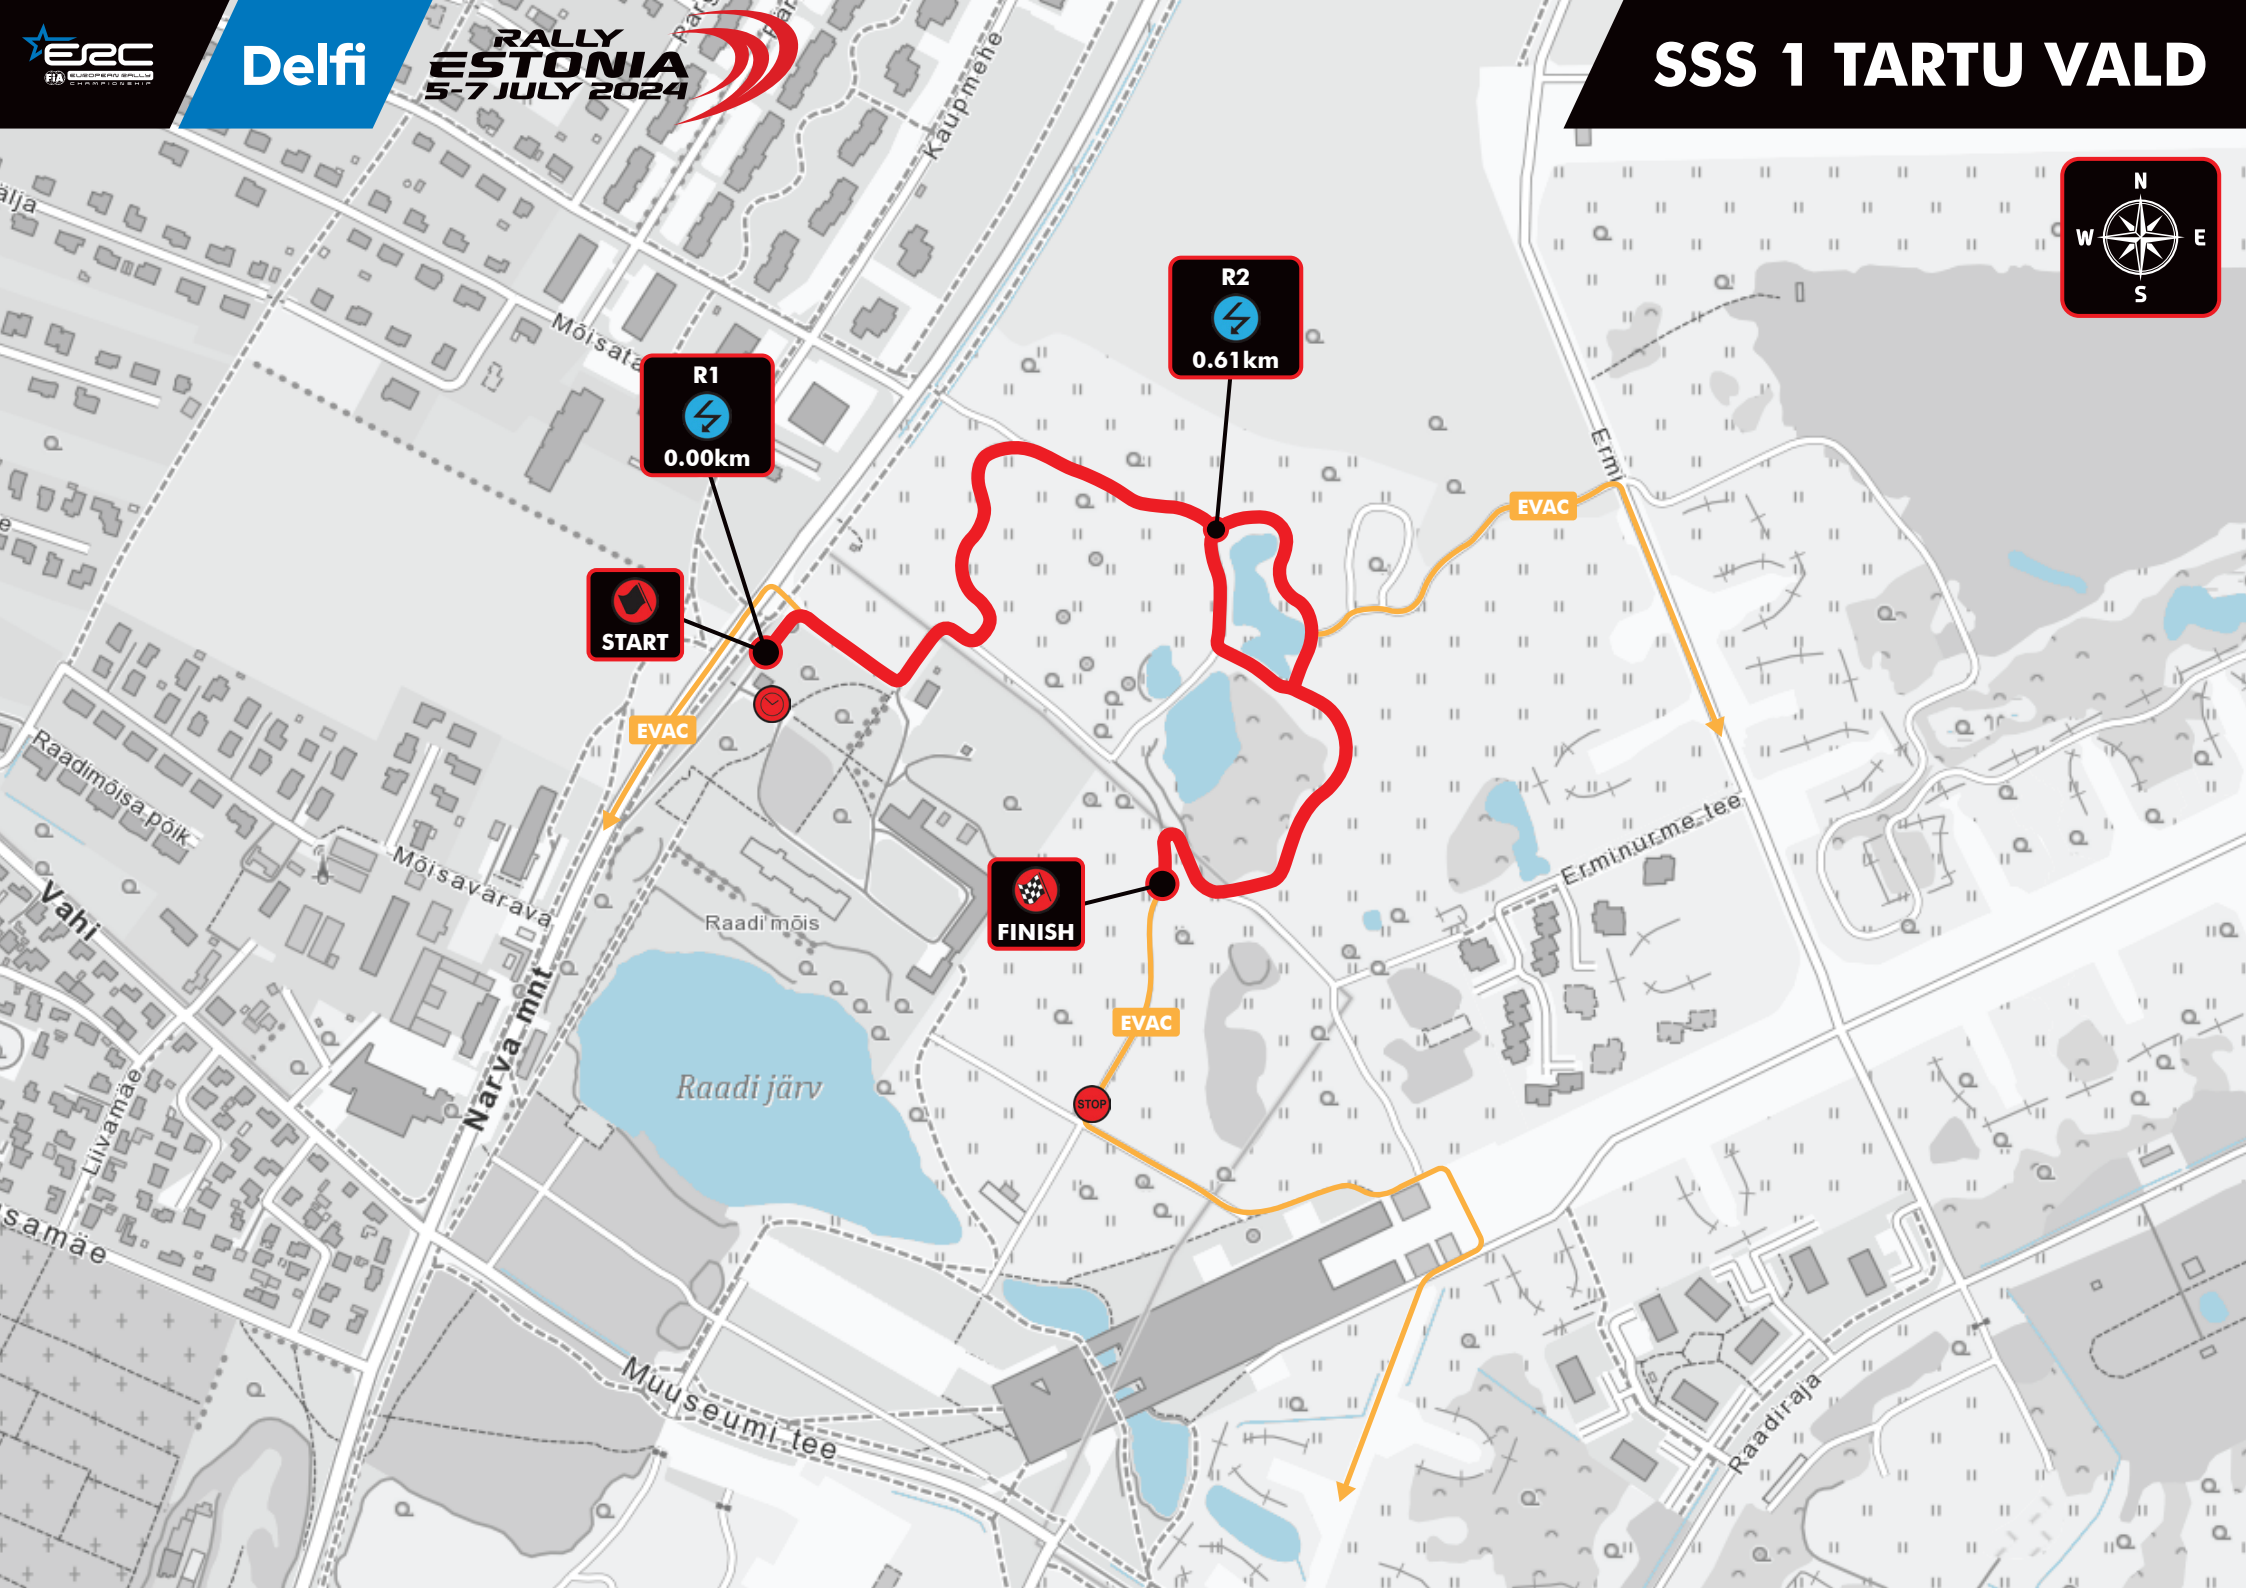 ERC
FIA EUROPEAN RALLY
CHAMPIONSHIP
Delfi
RALLY
ESTONIA
5-7 JULY 2024
SSS 1 TARTU VALD
N
W E
S
Kaupmehe
älja
Mõisata
R2
0.61km
R1
0.00km
Ermi
EVAC
START
EVAC
Raadimõisa põik
Mõisavärava
Erminurme tee
Vahi
Raadi mõis
FINISH
Narva mnt
EVAC
Raadi järv
STOP
Liivamäe
samäe
Muuseumi tee
Raadiraja